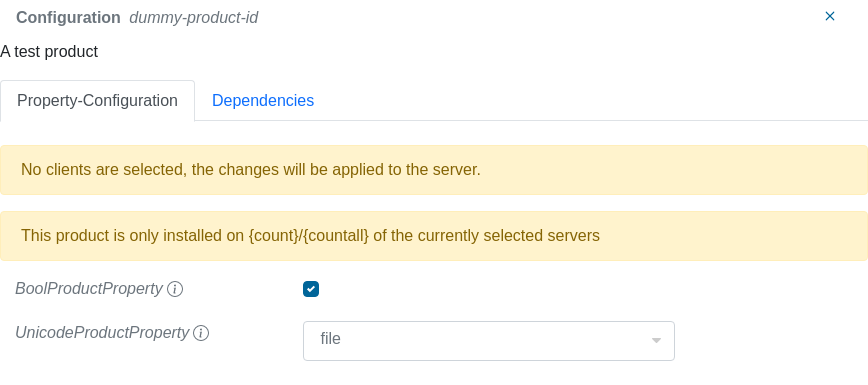 Configuration dummy-product-id
A test product
Property-Configuration Dependencies
No clients are selected, the changes will be applied to the server.
This product is only installed on {count}/{countall} of the currently selected servers
BoolProductProperty
UnicodeProductProperty
file